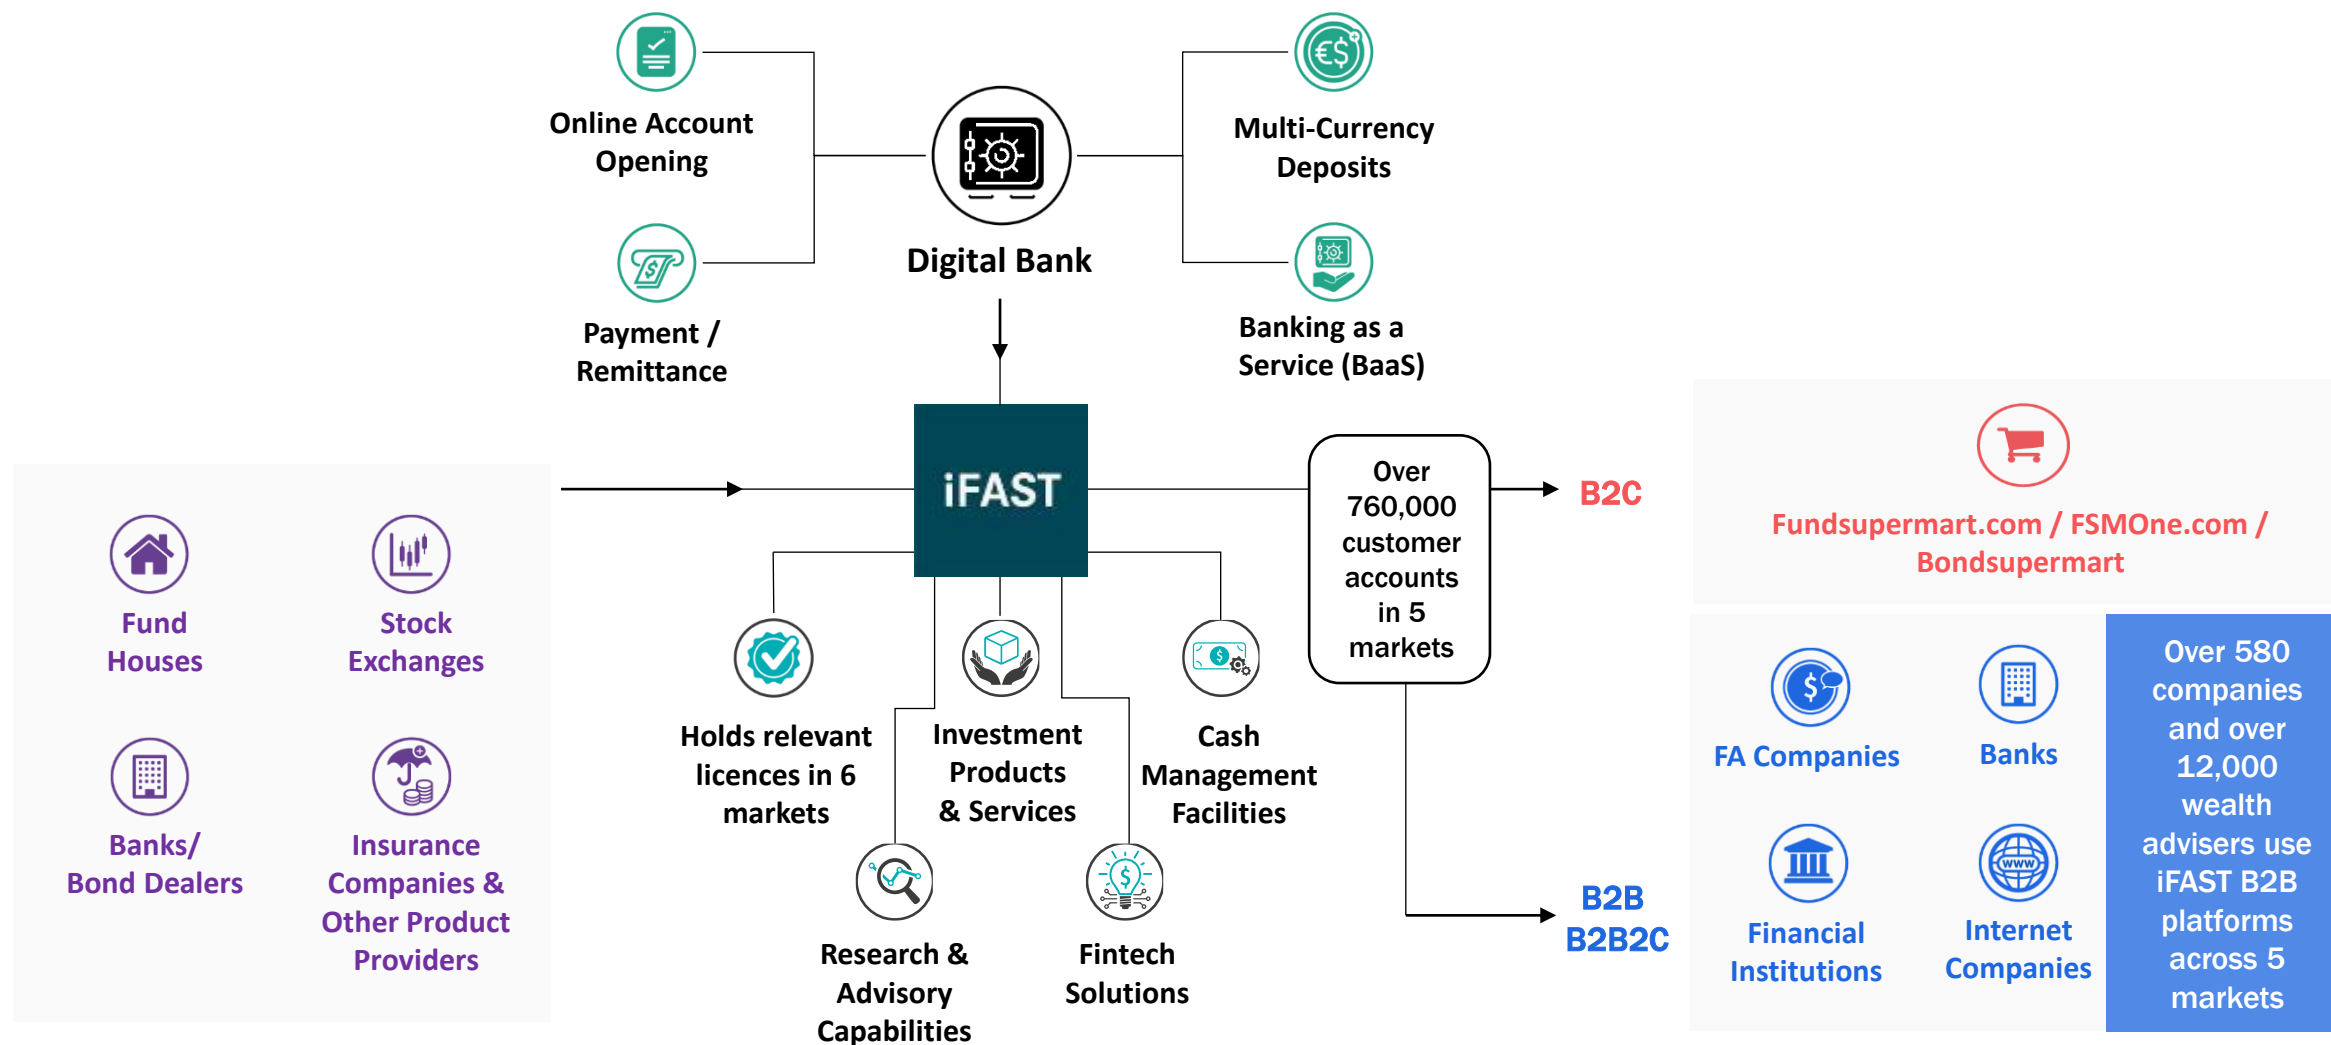 Online Account
Opening
Payment /
Remittance
Digital Bank
€$
Multi-Currency
Deposits
$
Banking as a
Service (BaaS)
iFAST
Fund
Houses
Stock
Exchanges
Banks/
Bond Dealers
Insurance
Companies &
Other Product
Providers
Holds relevant
licences in 6
markets
Investment
Products
& Services
$
Cash
Management
Facilities
Research &
Advisory
Capabilities
$
Fintech
Solutions
Over
760,000
customer
accounts
in 5
markets
B2C
B2B
B2B2C
Fundsupermart.com / FSMOne.com /
Bondsupermart
$
FA Companies
Banks
Financial
Institutions
www
Internet
Companies
Over 580
companies
and over
12,000
wealth
advisers use
iFAST B2B
platforms
across 5
markets